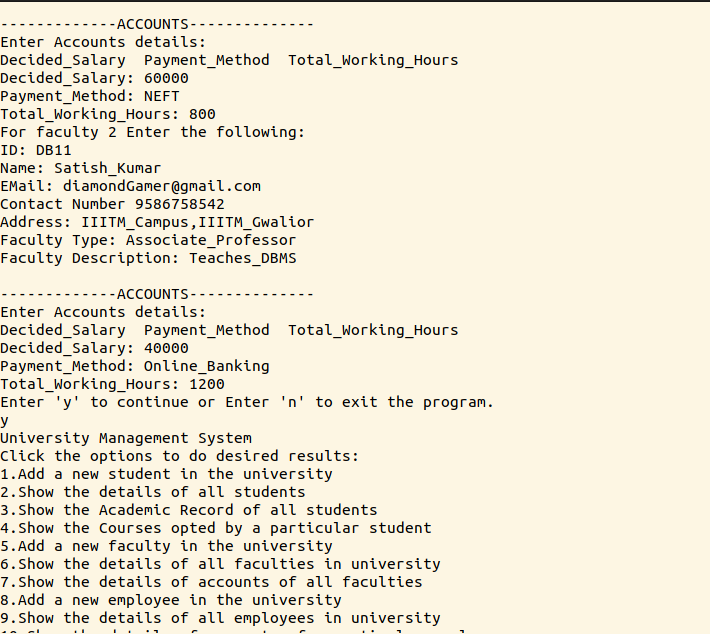 -------------ACCOUNTS--------------
Enter Accounts details:
Decided_Salary  Payment_Method  Total_Working_Hours
Decided_Salary: 60000
Payment_Method: NEFT
Total_Working_Hours: 800
For faculty 2 Enter the following:
ID: DB11
Name: Satish_Kumar
EMail: diamondGamer@gmail.com
Contact Number 9586758542
Address: IIITM_Campus,IIITM_Gwalior
Faculty Type: Associate_Professor
Faculty Description: Teaches_DBMS
-------------ACCOUNTS--------------
Enter Accounts details:
Decided_Salary  Payment_Method  Total_Working_Hours
Decided_Salary: 40000
Payment_Method: Online_Banking
Total_Working_Hours: 1200
Enter 'y' to continue or Enter 'n' to exit the program.
y
University Management System
Click the options to do desired results:
1.Add a new student in the university
2.Show the details of all students
3.Show the Academic Record of all students
4.Show the Courses opted by a particular student
5.Add a new faculty in the university
6.Show the details of all faculties in university
7.Show the details of accounts of all faculties
8.Add a new employee in the university
9.Show the details of all employees in university